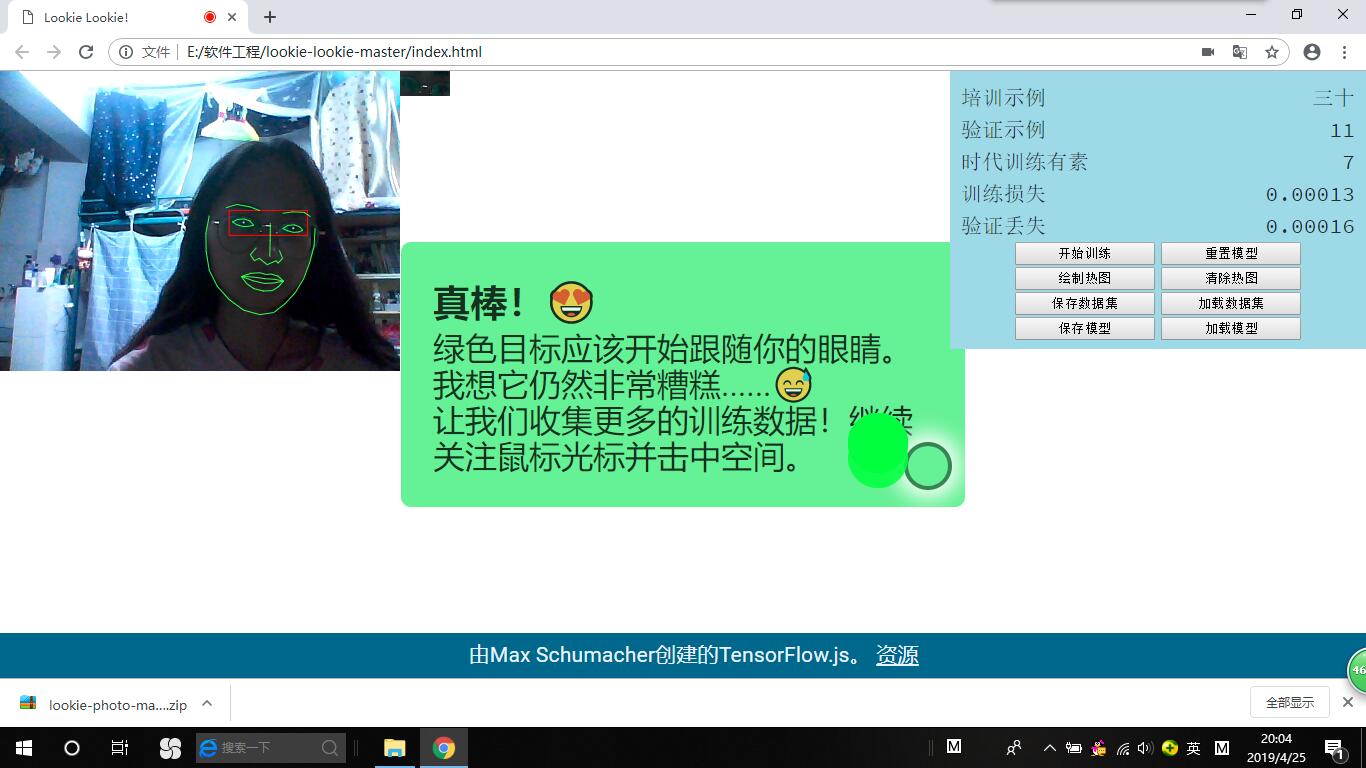 Lookie Lookie!
文件 E:/软件工程/lookie-lookie-master/index.html
培训示例 三十
验证示例 11
时代训练有素 7
训练损失 0.00013
验证丢失 0.00016
开始训练 重置模型
绘制热图 清除热图
保存数据集 加载数据集
保存模型 加载模型
真棒！
绿色目标应该开始跟随你的眼睛。
我想它仍然非常糟糕……
让我们收集更多的训练数据！继续
关注鼠标光标并击中空间。
由Max Schumacher创建的TensorFlow.js。 资源
46
lookie-photo-ma....zip 全部显示
搜索一下 M 英 M 20:04
2019/4/25 1